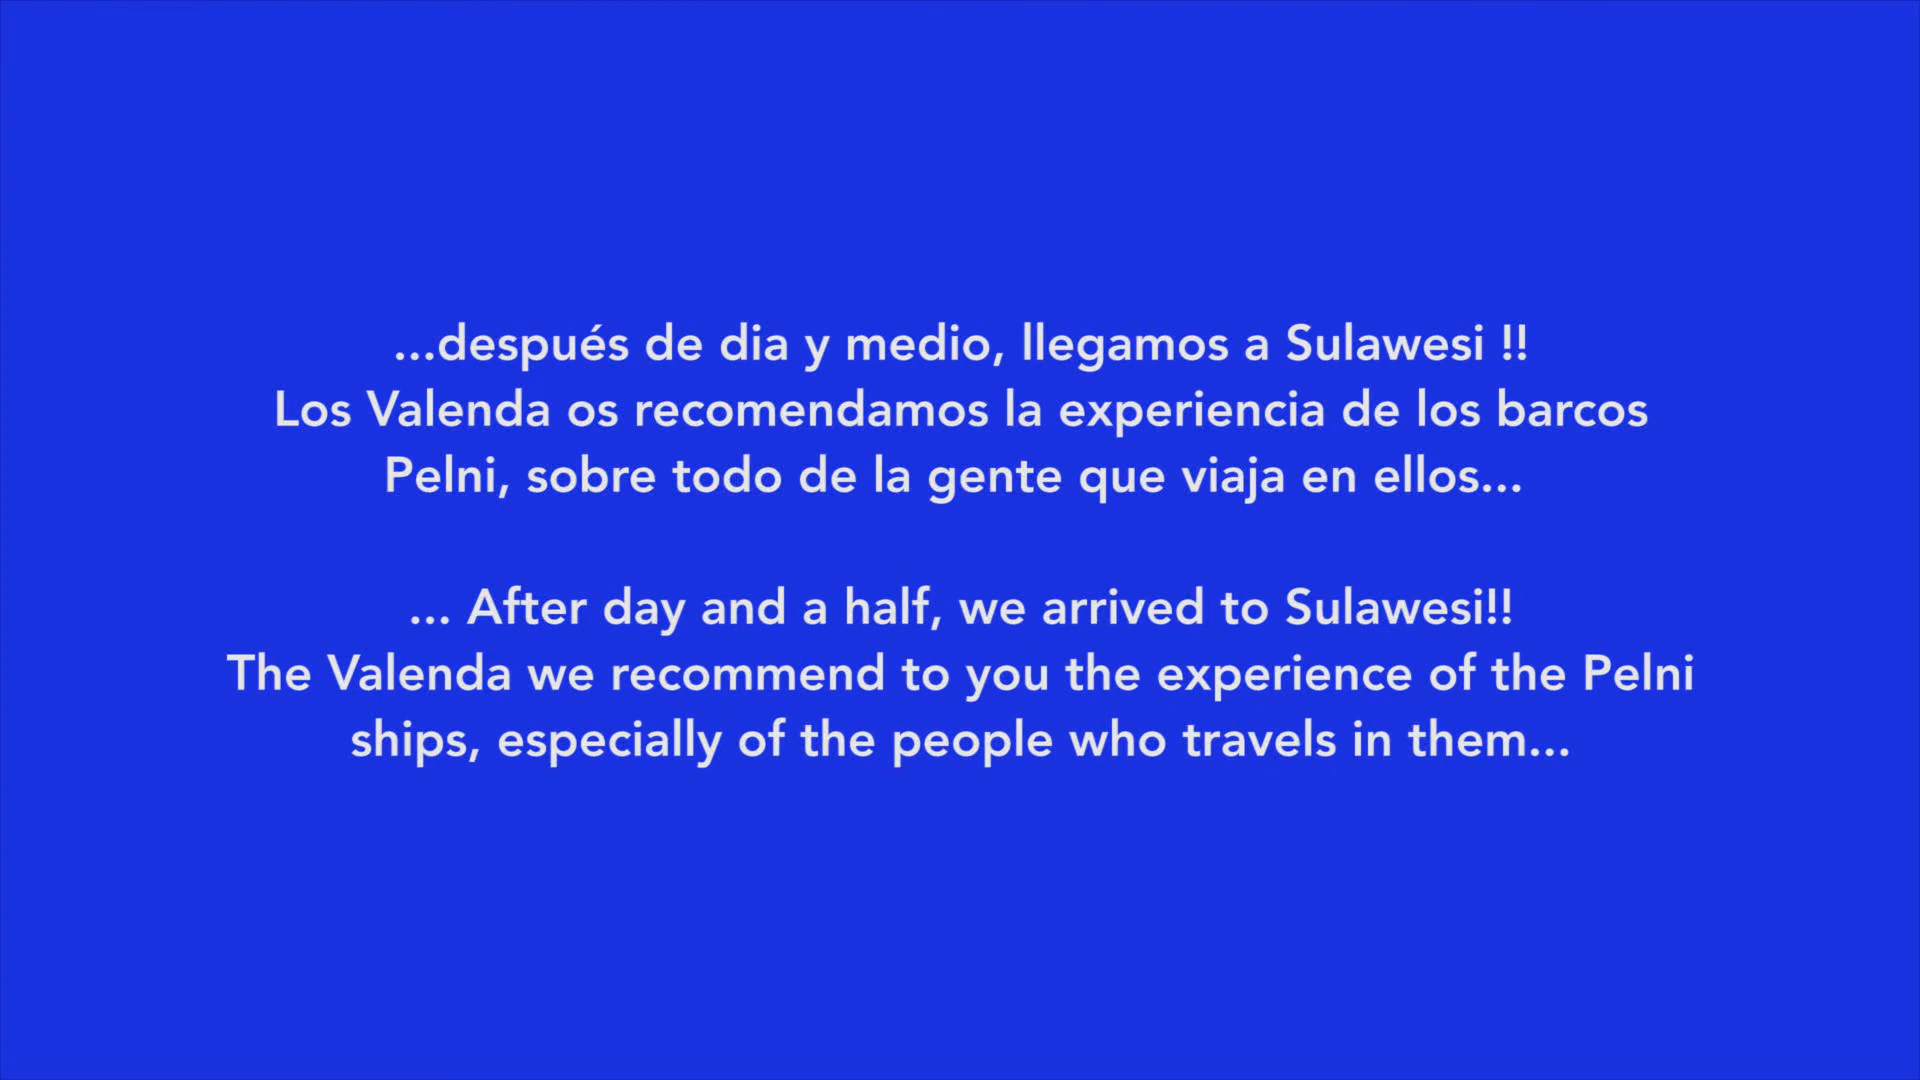 ...después de dia y medio, llegamos a Sulawesi !!
Los Valenda os recomendamos la experiencia de los barcos
Pelni, sobre todo de la gente que viaja en ellos...
... After day and a half, we arrived to Sulawesi!!
The Valenda we recommend to you the experience of the Pelni
ships, especially of the people who travels in them...